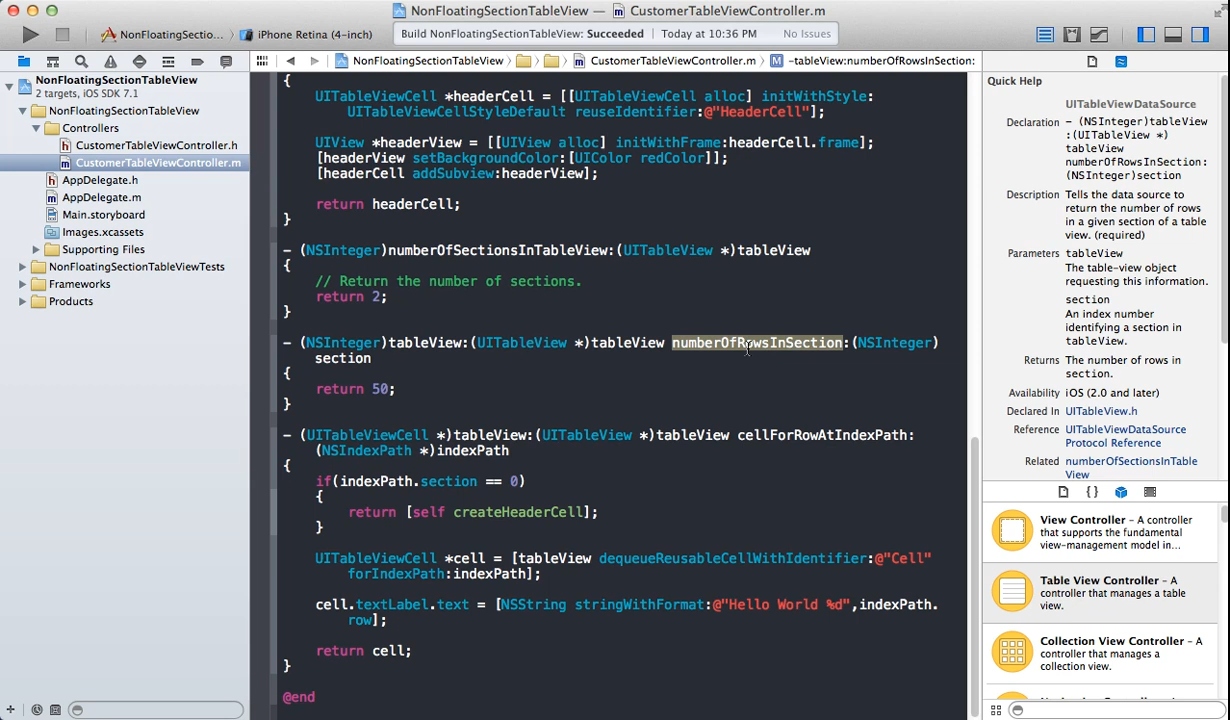 NonFloatingSectionTableView — CustomerTableViewController.m
NonFloatingSectio... iPhone Retina (4-inch)
Build NonFloatingSectionTableView: Succeeded | Today at 10:36 PM No Issues
NonFloatingSectionTableView CustomerTableViewController.m -tableView:numberOfRowsInSection:
NonFloatingSectionTableView
2 targets, iOS SDK 7.1
NonFloatingSectionTableView
Controllers
CustomerTableViewController.h
CustomerTableViewController.m
AppDelegate.h
AppDelegate.m
Main.storyboard
Images.xcassets
Supporting Files
NonFloatingSectionTableViewTests
Frameworks
Products
{
UITableViewCell *headerCell = [[UITableViewCell alloc] initWithStyle:
UITableViewCellStyleDefault reuseIdentifier:@"HeaderCell"];
UIView *headerView = [[UIView alloc] initWithFrame:headerCell.frame];
[headerView setBackgroundColor:[UIColor redColor]];
[headerCell addSubview:headerView];
return headerCell;
}
- (NSInteger)numberOfSectionsInTableView:(UITableView *)tableView
{
// Return the number of sections.
return 2;
}
- (NSInteger)tableView:(UITableView *)tableView numberOfRowsInSection:(NSInteger)
section
{
return 50;
}
- (UITableViewCell *)tableView:(UITableView *)tableView cellForRowAtIndexPath:
(NSIndexPath *)indexPath
{
if(indexPath.section == 0)
{
return [self createHeaderCell];
}
UITableViewCell *cell = [tableView dequeueReusableCellWithIdentifier:@"Cell"
forIndexPath:indexPath];
cell.textLabel.text = [NSString stringWithFormat:@"Hello World %d",indexPath.
row];
return cell;
}
@end
Quick Help
UITableViewDataSource
Declaration - (NSInteger)tableView
:(UITableView *)
tableView
numberOfRowsInSection:
(NSInteger)section
Description Tells the data source to
return the number of rows
in a given section of a table
view. (required)
Parameters tableView
The table-view object
requesting this information.
section
An index number
identifying a section in
tableView.
Returns The number of rows in
section.
Availability iOS (2.0 and later)
Declared In UITableView.h
Reference UITableViewDataSource
Protocol Reference
Related numberOfSectionsInTable
View
{ }
View Controller - A controller
that supports the fundamental
view-management model in...
Table View Controller - A
controller that manages a table
view.
Collection View Controller - A
controller that manages a
collection view.